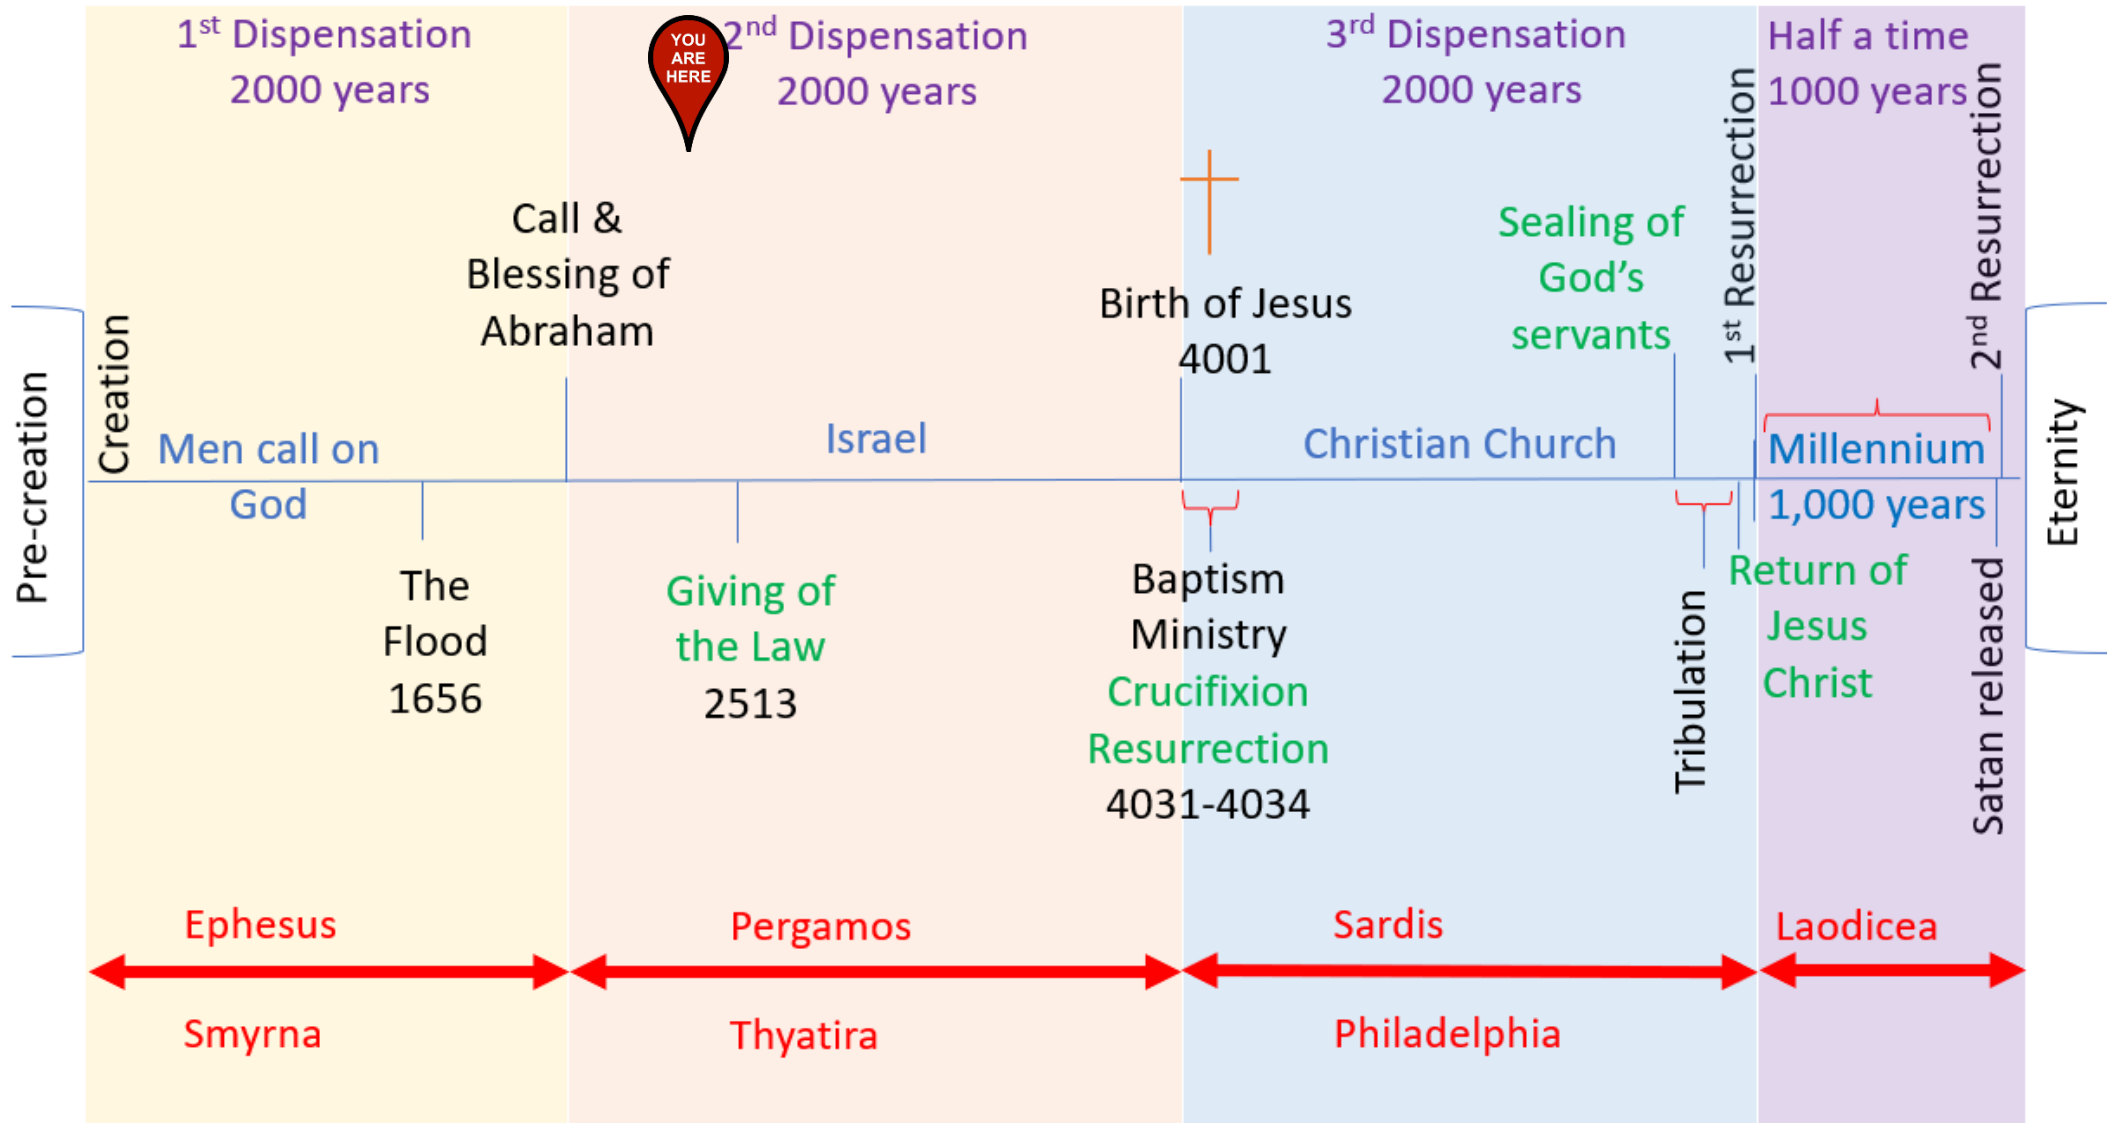 1st Dispensation
2000 years
YOU
ARE
HERE
2nd Dispensation
2000 years
3rd Dispensation
2000 years
Half a time
1000 years
Call &
Blessing of
Abraham
Birth of Jesus
4001
Sealing of
God’s
servants
1st Resurrection
2nd Resurrection
Pre-creation
Creation
Men call on
God
Israel
Christian Church
Millennium
1,000 years
Eternity
The
Flood
1656
Giving of
the Law
2513
Baptism
Ministry
Crucifixion
Resurrection
4031-4034
Tribulation
Return of
Jesus
Christ
Satan released
Ephesus
Pergamos
Sardis
Laodicea
Smyrna
Thyatira
Philadelphia